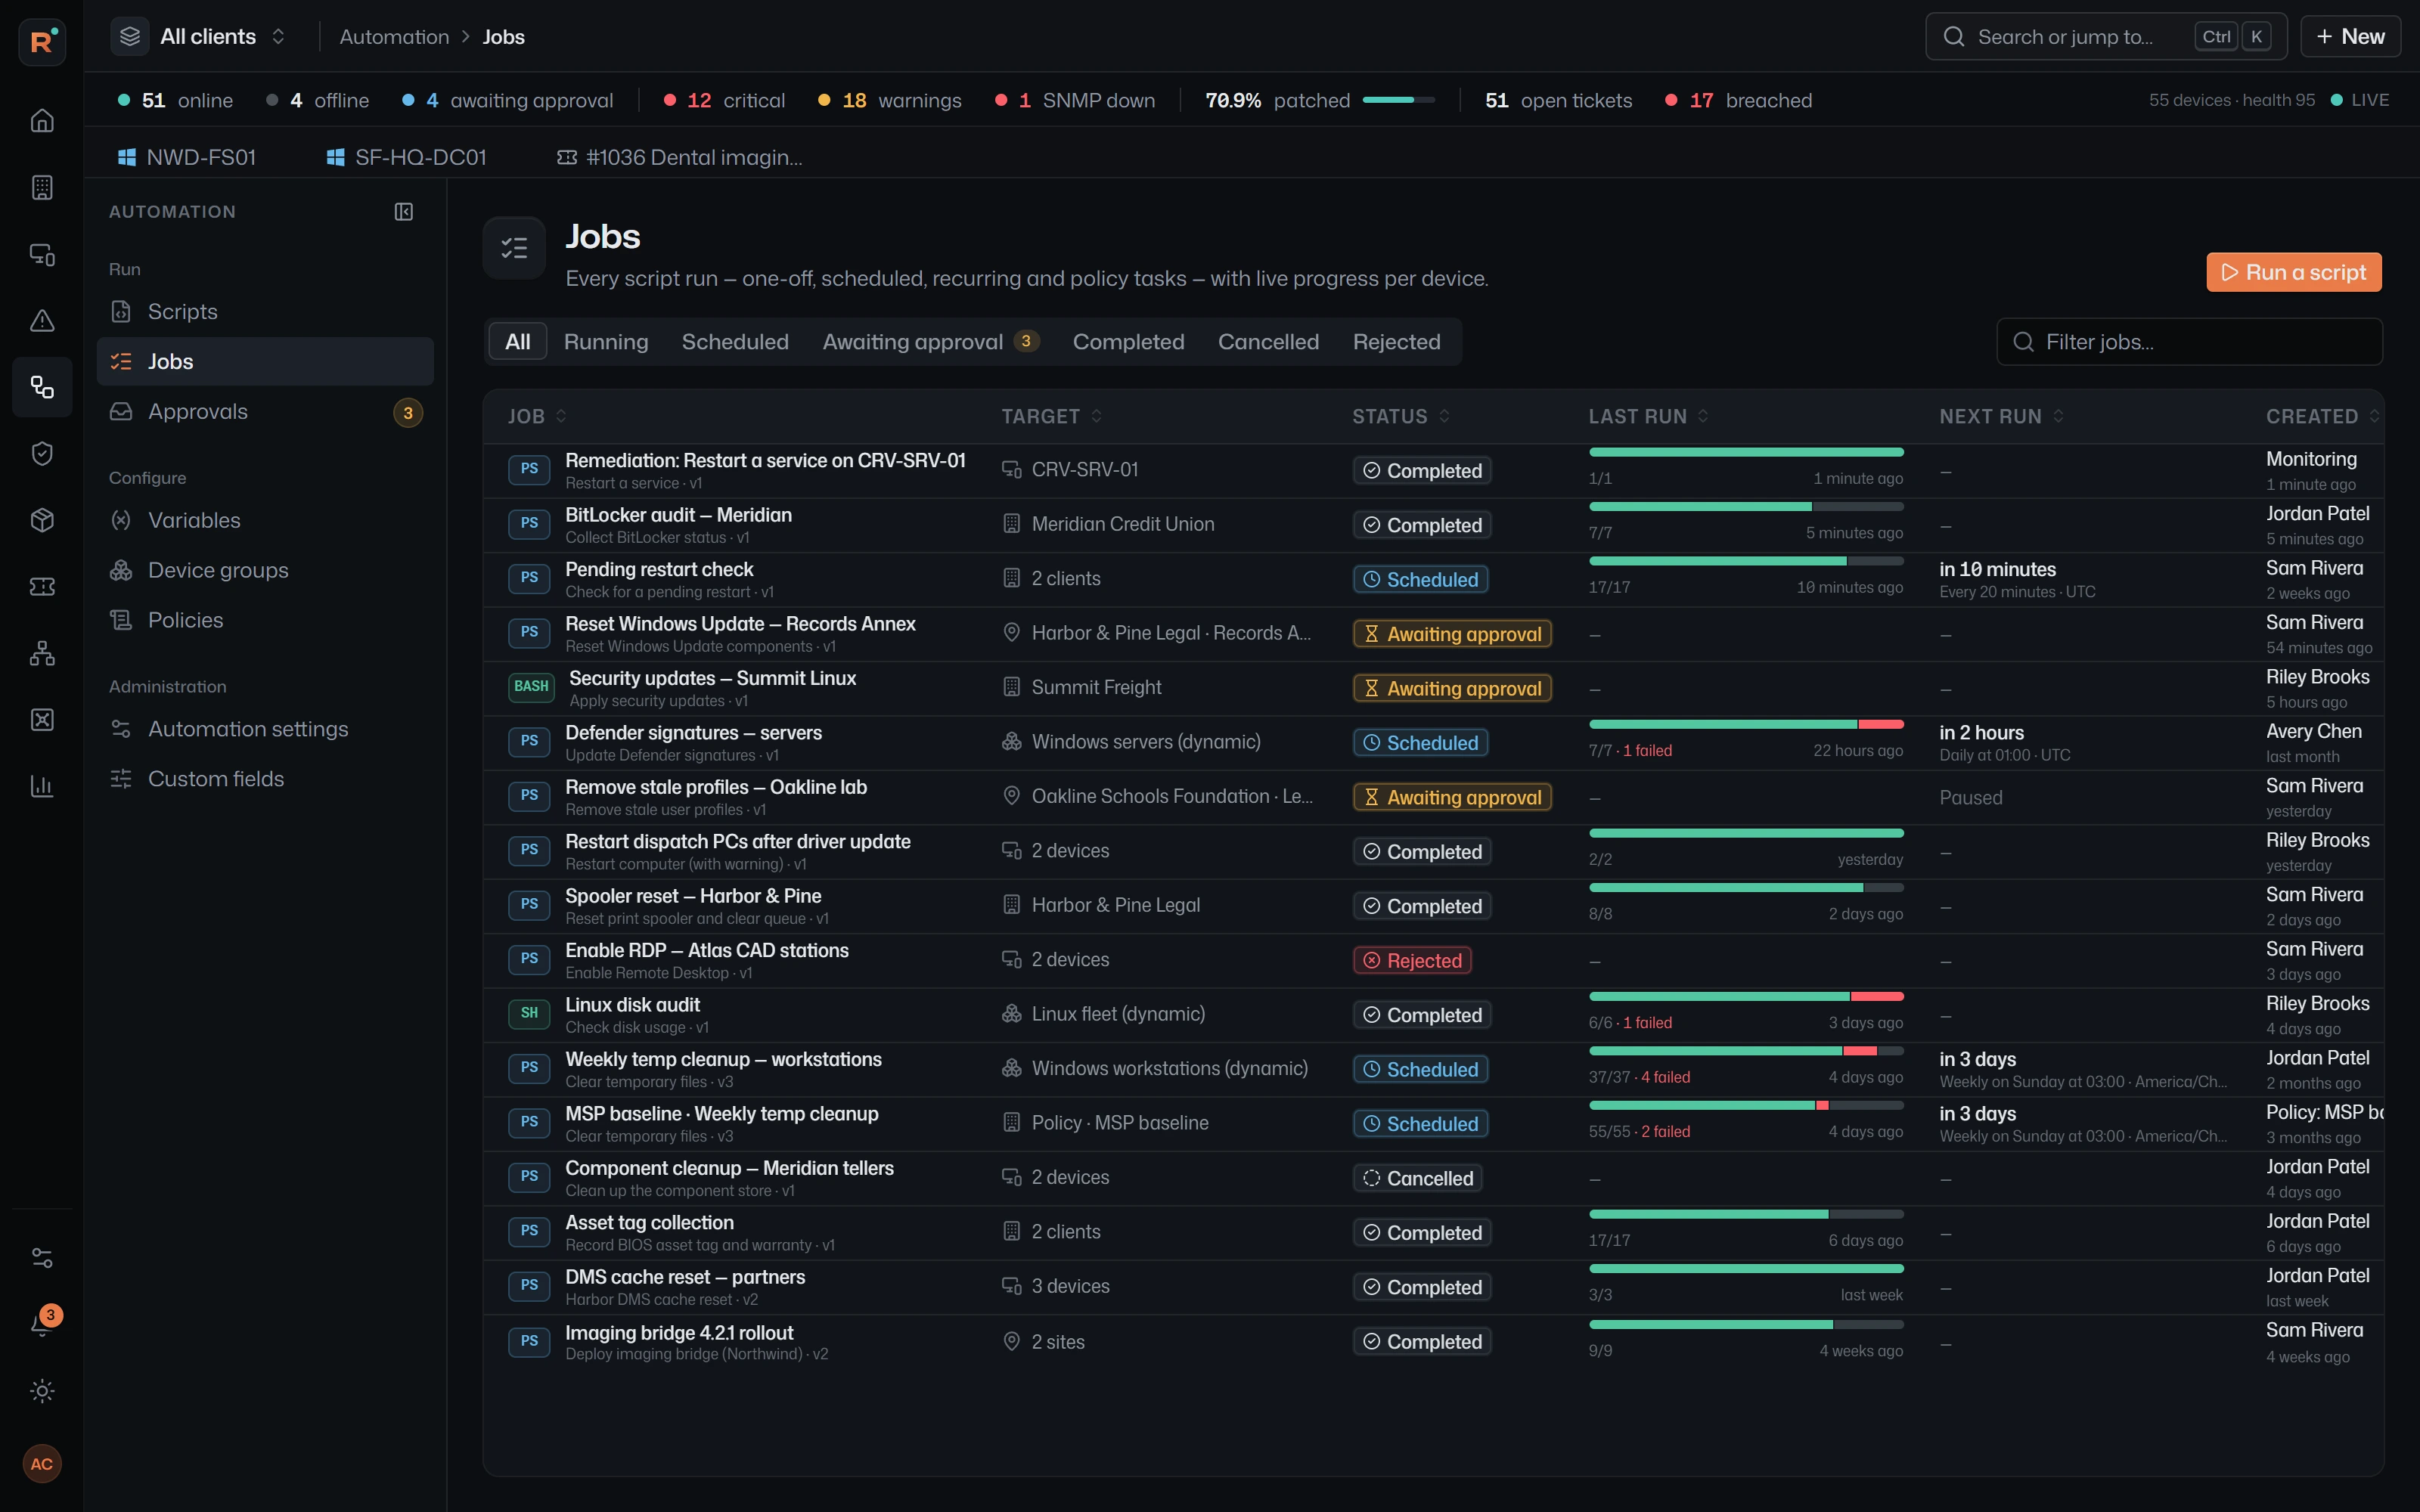 R
All clients
Automation > Jobs
Search or jump to... Ctrl K
+ New
51 online 4 offline 4 awaiting approval 12 critical 18 warnings 1 SNMP down 70.9% patched 51 open tickets 17 breached
55 devices · health 95 LIVE
NWD-FS01 SF-HQ-DC01 #1036 Dental imagin...
AUTOMATION
Run
Scripts
Jobs
Approvals 3
Configure
Variables
Device groups
Policies
Administration
Automation settings
Custom fields
3
AC
Jobs
Every script run — one-off, scheduled, recurring and policy tasks — with live progress per device.
Run a script
All Running Scheduled Awaiting approval 3 Completed Cancelled Rejected
Filter jobs...
JOB TARGET STATUS LAST RUN NEXT RUN CREATED
PS Remediation: Restart a service on CRV-SRV-01 CRV-SRV-01 Completed — Monitoring
Restart a service · v1 1/1 1 minute ago 1 minute ago
PS BitLocker audit — Meridian Meridian Credit Union Completed — Jordan Patel
Collect BitLocker status · v1 7/7 5 minutes ago 5 minutes ago
PS Pending restart check 2 clients Scheduled in 10 minutes Sam Rivera
Check for a pending restart · v1 17/17 10 minutes ago Every 20 minutes · UTC 2 weeks ago
PS Reset Windows Update — Records Annex Harbor & Pine Legal · Records A... Awaiting approval — — Sam Rivera
Reset Windows Update components · v1 54 minutes ago
BASH Security updates — Summit Linux Summit Freight Awaiting approval — — Riley Brooks
Apply security updates · v1 5 hours ago
PS Defender signatures — servers Windows servers (dynamic) Scheduled in 2 hours Avery Chen
Update Defender signatures · v1 7/7 · 1 failed 22 hours ago Daily at 01:00 · UTC last month
PS Remove stale profiles — Oakline lab Oakline Schools Foundation · Le... Awaiting approval — Paused Sam Rivera
Remove stale user profiles · v1 yesterday
PS Restart dispatch PCs after driver update 2 devices Completed — Riley Brooks
Restart computer (with warning) · v1 2/2 yesterday yesterday
PS Spooler reset — Harbor & Pine Harbor & Pine Legal Completed — Sam Rivera
Reset print spooler and clear queue · v1 8/8 2 days ago 2 days ago
PS Enable RDP — Atlas CAD stations 2 devices Rejected — — Sam Rivera
Enable Remote Desktop · v1 3 days ago
SH Linux disk audit Linux fleet (dynamic) Completed — Riley Brooks
Check disk usage · v1 6/6 · 1 failed 3 days ago 4 days ago
PS Weekly temp cleanup — workstations Windows workstations (dynamic) Scheduled in 3 days Jordan Patel
Clear temporary files · v3 37/37 · 4 failed 4 days ago Weekly on Sunday at 03:00 · America/Ch... 2 months ago
PS MSP baseline · Weekly temp cleanup Policy · MSP baseline Scheduled in 3 days Policy: MSP
Clear temporary files · v3 55/55 · 2 failed 4 days ago Weekly on Sunday at 03:00 · America/Ch... 3 months ago
PS Component cleanup — Meridian tellers 2 devices Cancelled — — Jordan Patel
Clean up the component store · v1 4 days ago
PS Asset tag collection 2 clients Completed — Jordan Patel
Record BIOS asset tag and warranty · v1 17/17 6 days ago 6 days ago
PS DMS cache reset — partners 3 devices Completed — Jordan Patel
Harbor DMS cache reset · v2 3/3 last week last week
PS Imaging bridge 4.2.1 rollout 2 sites Completed — Sam Rivera
Deploy imaging bridge (Northwind) · v2 9/9 4 weeks ago 4 weeks ago